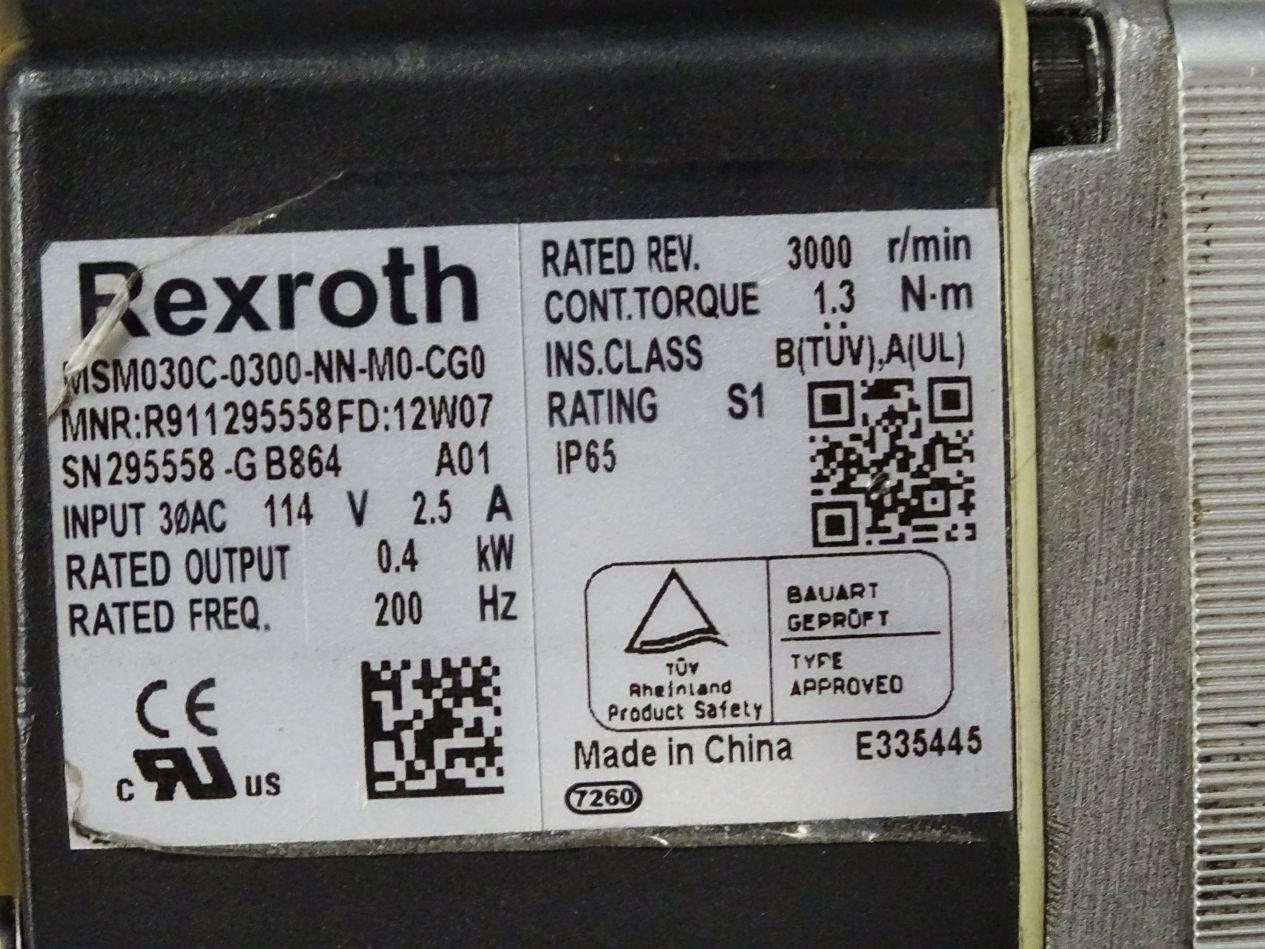 Rexroth
MSM030C-0300-NN-M0-CG0
MNR:R911295558 FD:12W07
SN295558 -GB864 A01
INPUT 3ØAC 114 V 2.5 A
RATED OUTPUT 0.4 kW
RATED FREQ. 200 Hz
CE
c RU US
RATED REV. 3000 r/min
CONT.TORQUE 1.3 N·m
INS.CLASS B(TÜV),A(UL)
RATING S1
IP65
TÜV
Rheinland
Product Safety
BAUART
GEPRÜFT
TYPE
APPROVED
Made in China E335445
7260